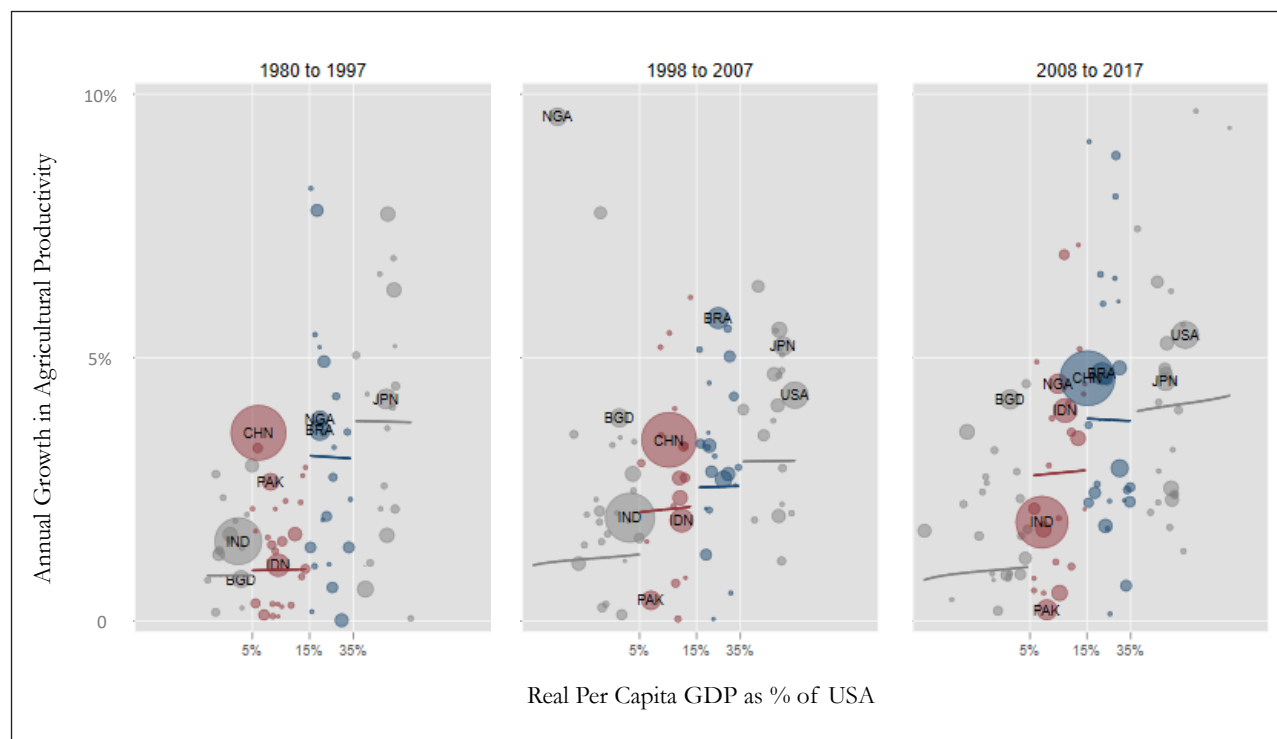 1980 to 1997
1998 to 2007
2008 to 2017
Annual Growth in Agricultural Productivity
10%
5%
0
CHN
PAK
IND
BGD
IDN
NGA
BRA
JPN
5%
15%
35%
NGA
BGD
CHN
IND
IDN
PAK
BRA
JPN
USA
5%
15%
35%
BGD
NGA
IDN
CHN
BRA
IND
PAK
USA
JPN
5%
15%
35%
Real Per Capita GDP as % of USA